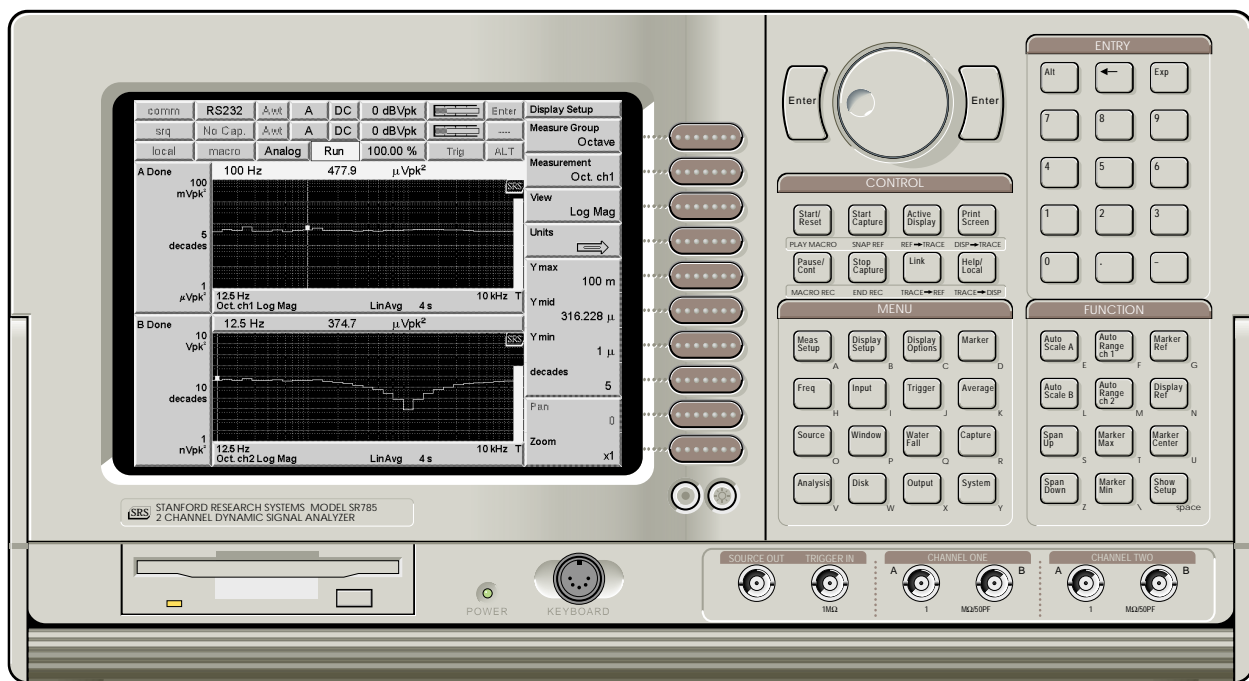 comm RS232 Awt A DC 0 dBVpk Enter Display Setup
srq No Cap. Awt A DC 0 dBVpk ---- Measure Group
Octave
local macro Analog Run 100.00 % Trig ALT
Measurement
Oct. ch1
View
Log Mag
Units
Ymax
100 m
Ymid
316.228 µ
Ymin
1 µ
decades
5
Pan
0
Zoom
x1
A Done 100 Hz 477.9 µVpk²
100
mVpk²
SRS
5
decades
1
µVpk²
12.5 Hz 10 kHz T
Oct. ch1 Log Mag LinAvg 4 s
B Done 12.5 Hz 374.7 µVpk²
10
Vpk²
SRS
10
decades
1
nVpk²
12.5 Hz 10 kHz T
Oct. ch2 Log Mag LinAvg 4 s
SRS STANFORD RESEARCH SYSTEMS MODEL SR785
2 CHANNEL DYNAMIC SIGNAL ANALYZER
Enter Enter
CONTROL
Start/
Reset
Start
Capture
Active
Display
Print
Screen
PLAY MACRO SNAP REF REF➞TRACE DISP➞TRACE
Pause/
Cont
Stop
Capture
Link
Help/
Local
MACRO REC END REC TRACE➞REF TRACE➞DISP
MENU
Meas
Setup
A
Display
Setup
B
Display
Options
C
Marker
D
Freq
H
Input
I
Trigger
J
Average
K
Source
O
Window
P
Water
Fall
Q
Capture
R
Analysis
V
Disk
W
Output
X
System
Y
ENTRY
Alt ← Exp
7 8 9
4 5 6
1 2 3
0 . –
FUNCTION
Auto
Scale A
E
Auto
Range
ch 1
F
Marker
Ref
G
Auto
Scale B
L
Auto
Range
ch 2
M
Display
Ref
N
Span
Up
S
Marker
Max
T
Marker
Center
U
Span
Down
Z
Marker
Min
\
Show
Setup
space
POWER
KEYBOARD
SOURCE OUT TRIGGER IN
1MΩ
CHANNEL ONE
A B
1 MΩ/50PF
CHANNEL TWO
A B
1 MΩ/50PF